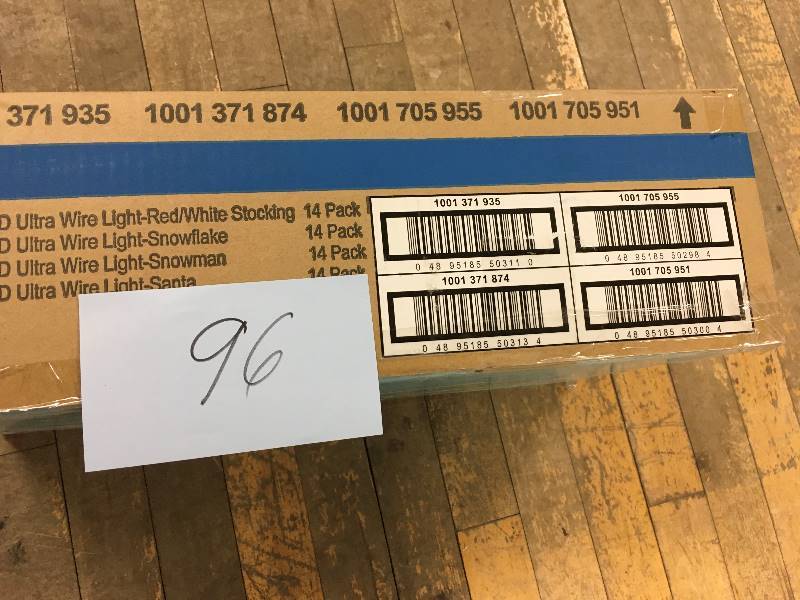 371 935 1001 371 874 1001 705 955 1001 705 951
D Ultra Wire Light-Red/White Stocking 14 Pack
D Ultra Wire Light-Snowflake 14 Pack
D Ultra Wire Light-Snowman 14 Pack
D Ultra Wire Light-Santa 14 Pack
1001 371 935
0 48 95185 50311 0
1001 705 955
0 48 95185 50298 4
1001 371 874
0 48 95185 50313 4
1001 705 951
0 48 95185 50300 4
96